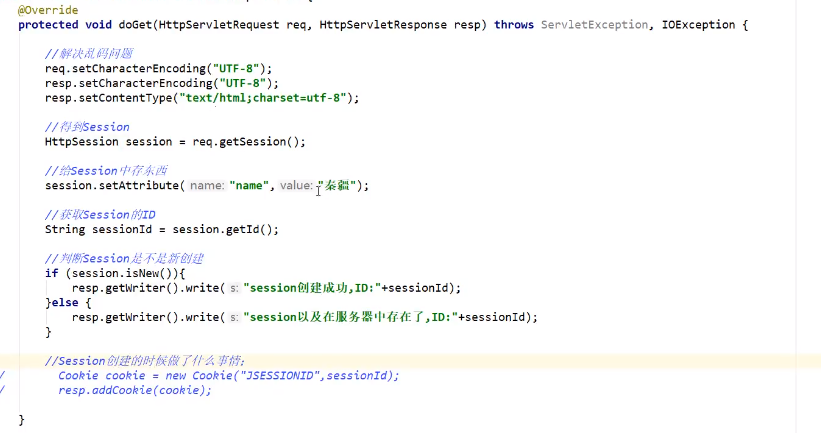 @Override
protected void doGet(HttpServletRequest req, HttpServletResponse resp) throws ServletException, IOException {
//解决乱码问题
req.setCharacterEncoding("UTF-8");
resp.setCharacterEncoding("UTF-8");
resp.setContentType("text/html;charset=utf-8");
//得到Session
HttpSession session = req.getSession();
//给Session中存东西
session.setAttribute( name: "name", value: "秦疆");
//获取Session的ID
String sessionId = session.getId();
//判断Session是不是新创建
if (session.isNew()){
resp.getWriter().write( s: "session创建成功,ID:"+sessionId);
}else {
resp.getWriter().write( s: "session以及在服务器中存在了,ID:"+sessionId);
}
//Session创建的时候做了什么事情;
/ Cookie cookie = new Cookie("JSESSIONID",sessionId);
/ resp.addCookie(cookie);
}